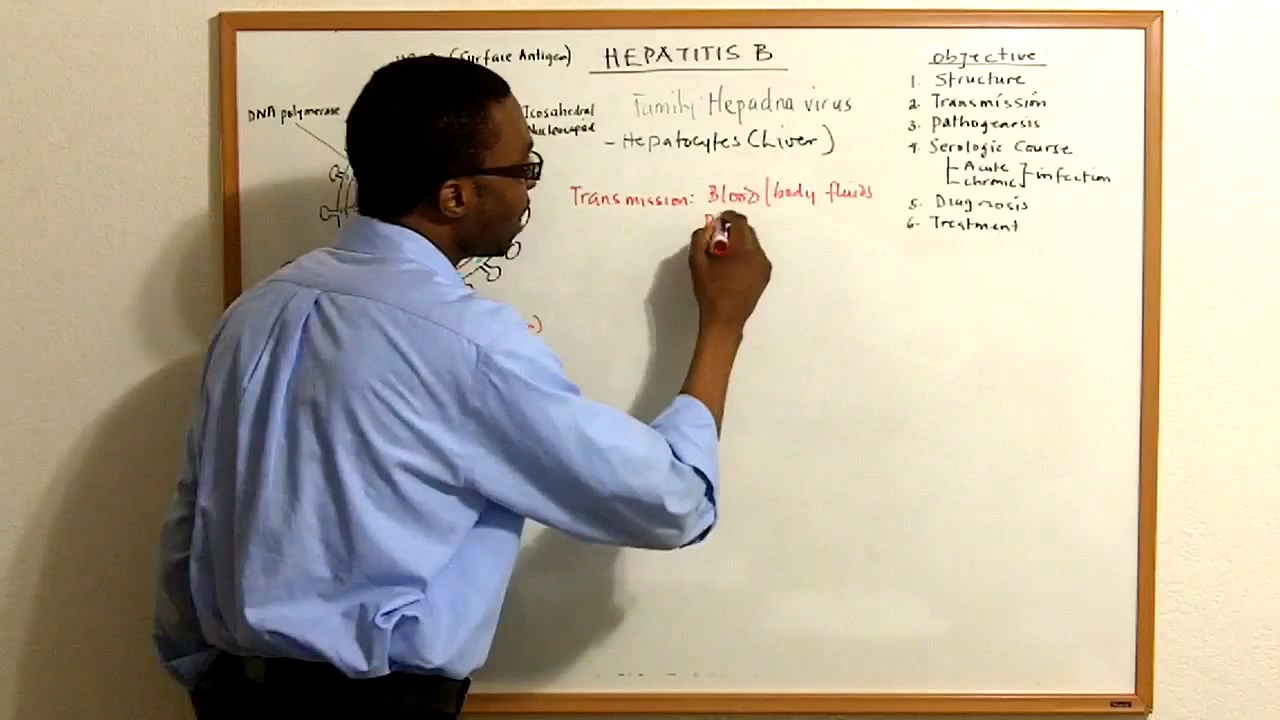 (Surface Antigen)
HEPATITIS B
DNA polymerase
Icosahedral
Nucleocapsid
Family: Hepadna virus
- Hepatocytes (Liver)
Transmission: Blood/body fluids
Objective
1. Structure
2. Transmission
3. Pathogenesis
4. Serologic Course
Acute
chronic
infection
5. Diagnosis
6. Treatment